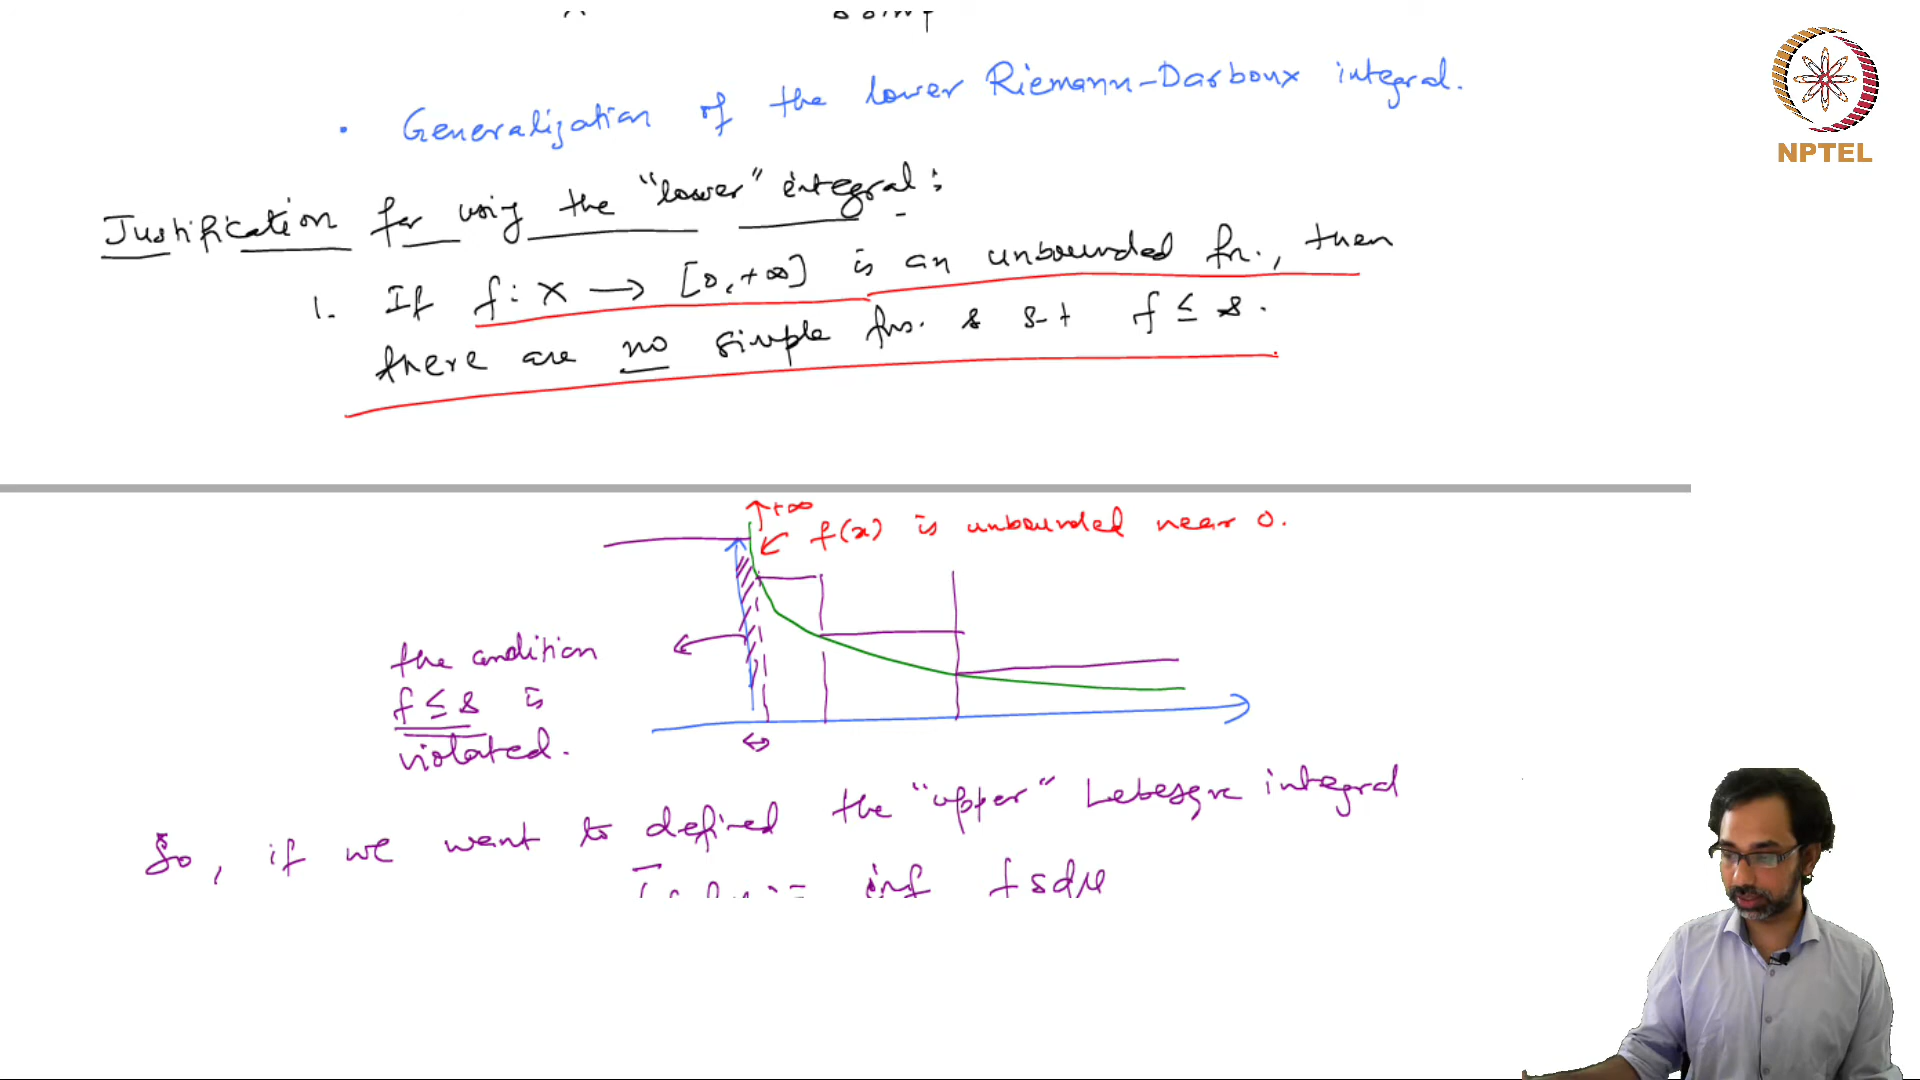 NPTEL
• Generalization of the lower Riemann-Darboux integral.
Justification for using the "lower" integral:
1. If f: X → [0,+∞] is an unbounded fn., then
there are no simple fns. s s.t f ≤ s.
+∞
f(x) is unbounded near 0.
the condition
f ≤ s is
violated.
So, if we want to defined the "upper" Lebesgue integral
= inf ∫ s dμ